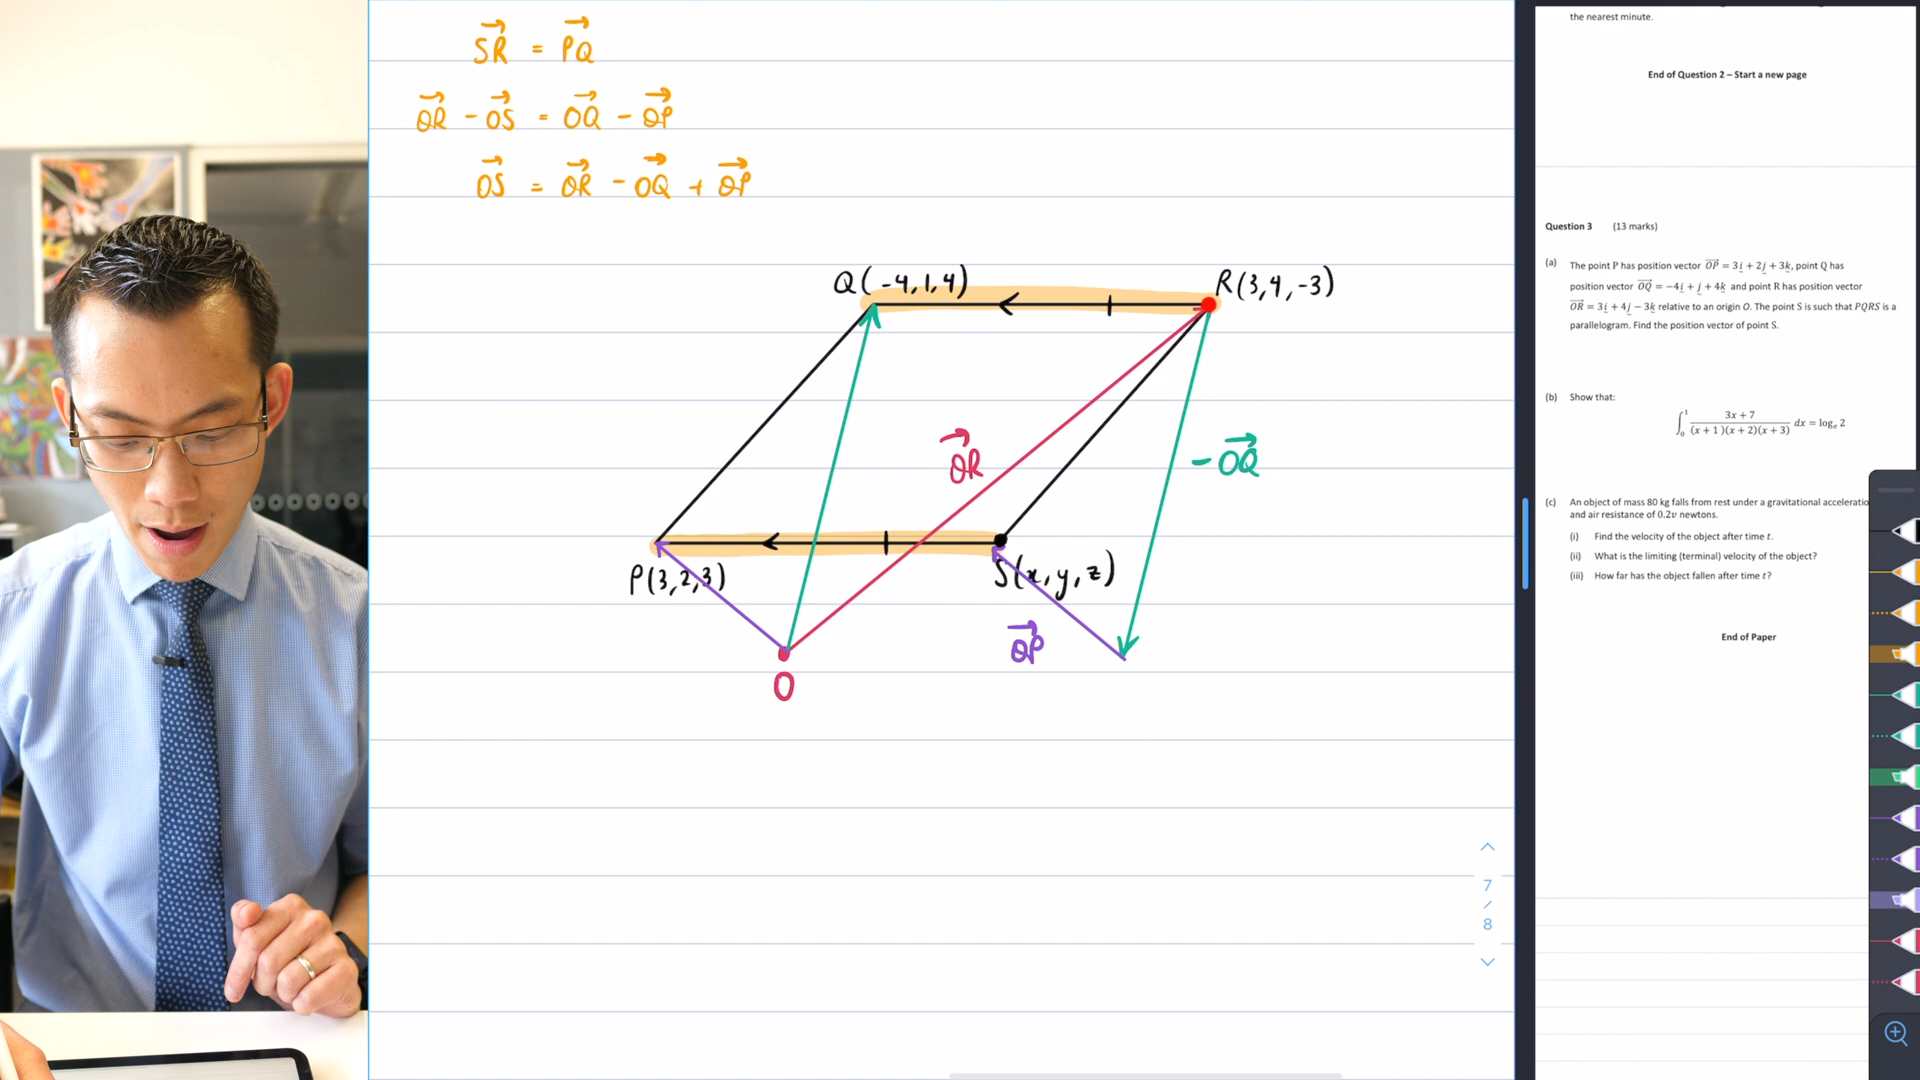 →SR = →PQ
→OR - →OS = →OQ - →OP
→OS = →OR - →OQ + →OP
Q(-4,1,4)
R(3,4,-3)
→OR
-→OQ
P(3,2,3)
S(x,y,z)
→OP
O
7
/
8
the nearest minute.
End of Question 2 – Start a new page
Question 3 (13 marks)
(a) The point P has position vector →OP = 3i + 2j + 3k, point Q has
position vector →OQ = −4i + j + 4k and point R has position vector
→OR = 3i + 4j − 3k relative to an origin O. The point S is such that PQRS is a
parallelogram. Find the position vector of point S.
(b) Show that:
∫₀¹ (3x + 7)/((x + 1)(x + 2)(x + 3)) dx = logₑ 2
(c) An object of mass 80 kg falls from rest under a gravitational acceleratio
and air resistance of 0.2v newtons.
(i) Find the velocity of the object after time t.
(ii) What is the limiting (terminal) velocity of the object?
(iii) How far has the object fallen after time t?
End of Paper